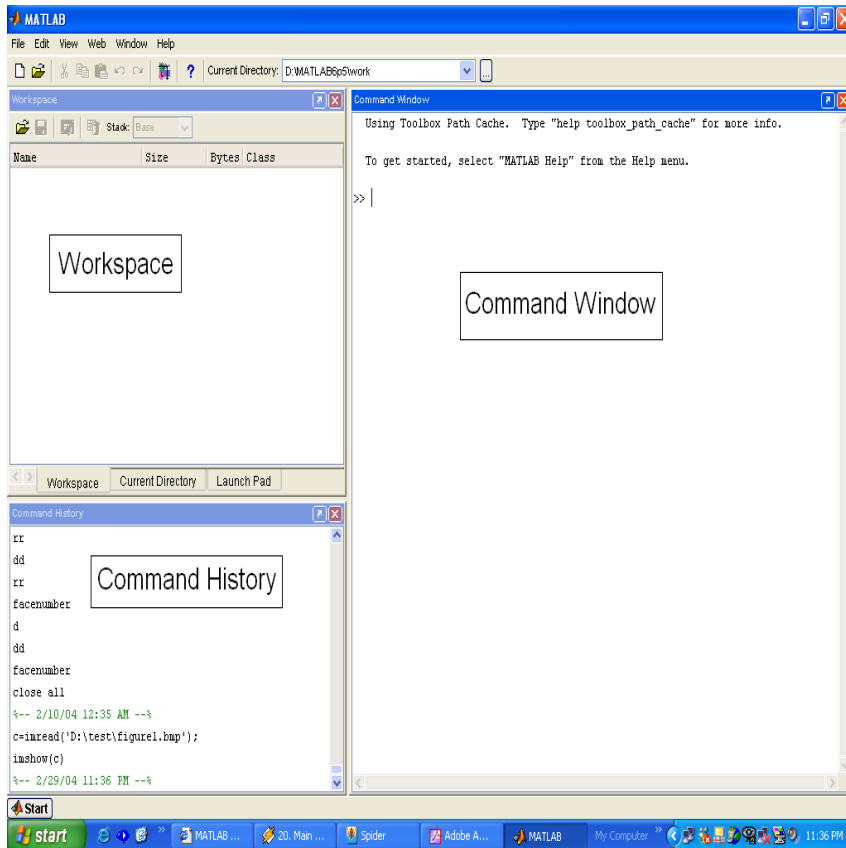 MATLAB
File Edit View Web Window Help
? Current Directory: D:\MATLAB6p5\work ...
Workspace
Stack: Base
Name Size Bytes Class
Workspace
Workspace Current Directory Launch Pad
Command Window
Using Toolbox Path Cache. Type "help toolbox_path_cache" for more info.
To get started, select "MATLAB Help" from the Help menu.
>>
Command Window
Command History
rr
dd
rr
facenumber
d
dd
facenumber
close all
%-- 2/10/04 12:35 AM --%
c=imread('D:\test\figure1.bmp');
imshow(c)
%-- 2/29/04 11:36 PM --%
Command History
Start
start MATLAB ... 20. Main ... Spider Adobe A... MATLAB My Computer 11:36 PM